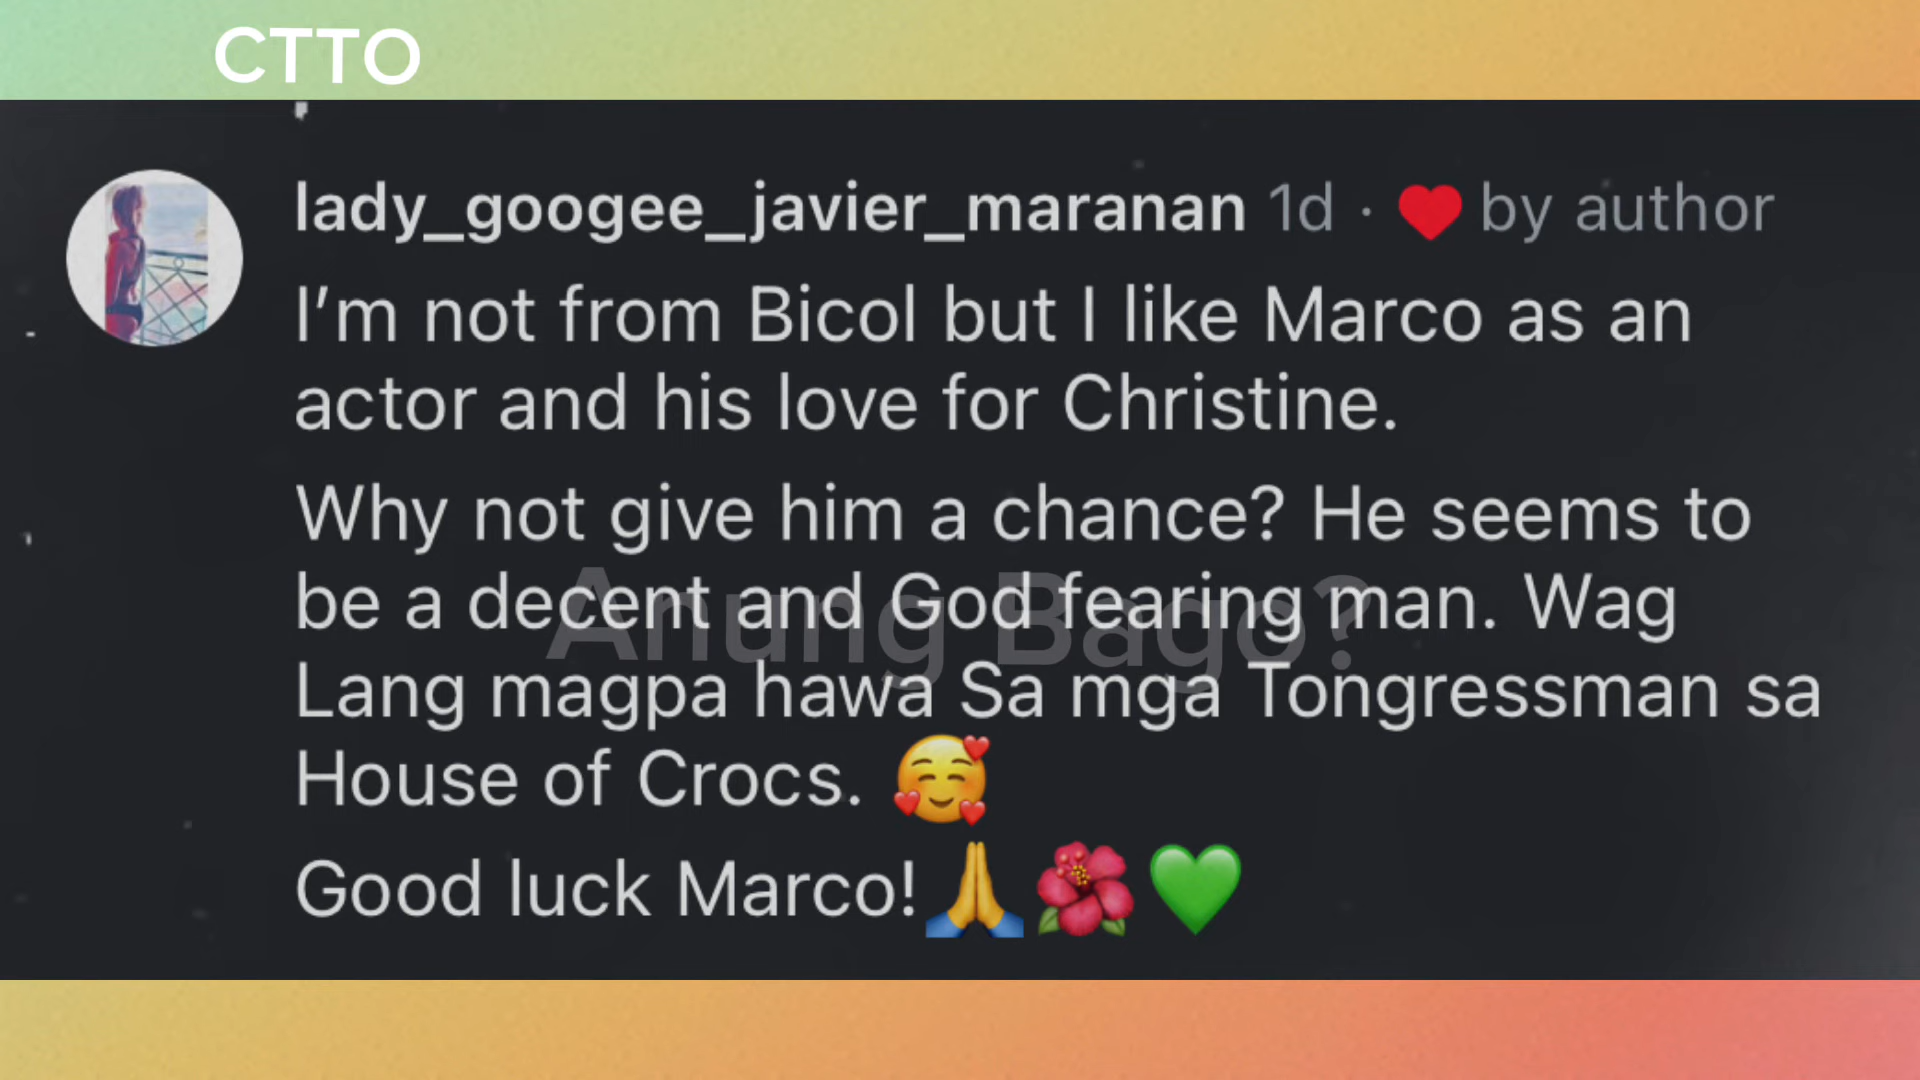 CTTO
lady_googee_javier_maranan 1d · ❤️ by author
I’m not from Bicol but I like Marco as an
actor and his love for Christine.
Why not give him a chance? He seems to
be a decent and God fearing man. Wag
Anung Bago?
Lang magpa hawa Sa mga Tongressman sa
House of Crocs. 🥰
Good luck Marco!🙏🌺💚